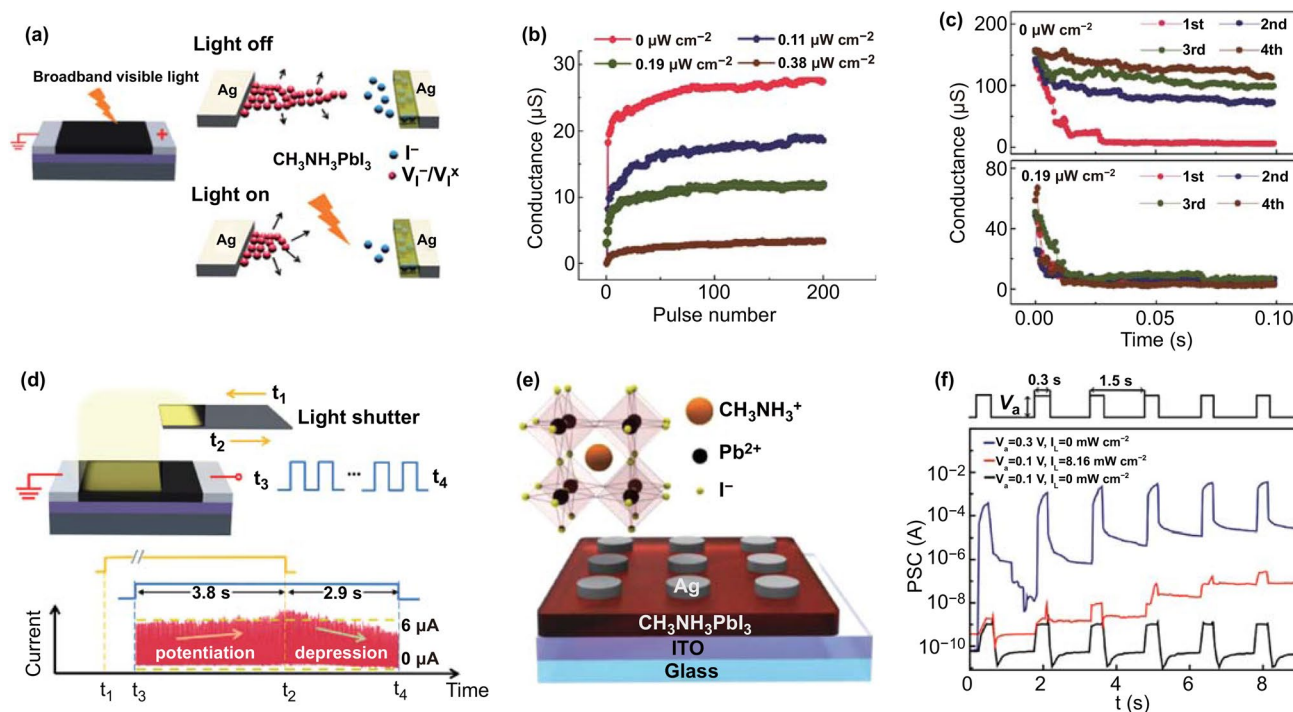 (a)
Light off
Broadband visible light
Ag
Ag
+
CH₃NH₃PbI₃
I⁻
V_I⁻/V_I^x
Light on
Ag
Ag
(b)
0 µW cm⁻²
0.11 µW cm⁻²
0.19 µW cm⁻²
0.38 µW cm⁻²
Conductance (µS)
30
20
10
0
0
100
200
Pulse number
(c)
0 µW cm⁻²
1st
2nd
3rd
4th
200
150
100
50
0
0.19 µW cm⁻²
1st
2nd
3rd
4th
80
40
0
Conductance (µS)
0.00
0.05
0.10
Time (s)
(d)
t₁
Light shutter
t₂
t₃
...
t₄
3.8 s
2.9 s
6 µA
potentiation
depression
0 µA
Current
t₁
t₃
t₂
t₄
Time
(e)
CH₃NH₃⁺
Pb²⁺
I⁻
Ag
CH₃NH₃PbI₃
ITO
Glass
(f)
0.3 s
1.5 s
Vₐ
Vₐ=0.3 V, I_L=0 mW cm⁻²
Vₐ=0.1 V, I_L=8.16 mW cm⁻²
Vₐ=0.1 V, I_L=0 mW cm⁻²
PSC (A)
10⁻²
10⁻⁴
10⁻⁶
10⁻⁸
10⁻¹⁰
0
2
4
6
8
t (s)